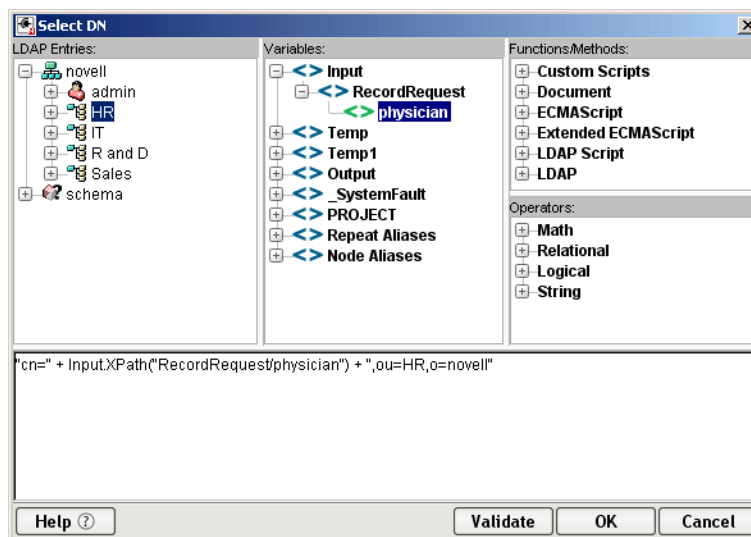 Select DN
LDAP Entries:
novell
admin
HR
IT
R and D
Sales
schema
Variables:
Input
RecordRequest
physician
Temp
Temp1
Output
_SystemFault
PROJECT
Repeat Aliases
Node Aliases
Functions/Methods:
Custom Scripts
Document
ECMAScript
Extended ECMAScript
LDAP Script
LDAP
Operators:
Math
Relational
Logical
String
"cn=" + Input.XPath("RecordRequest/physician") + ",ou=HR,o=novell"
Help ?
Validate
OK
Cancel